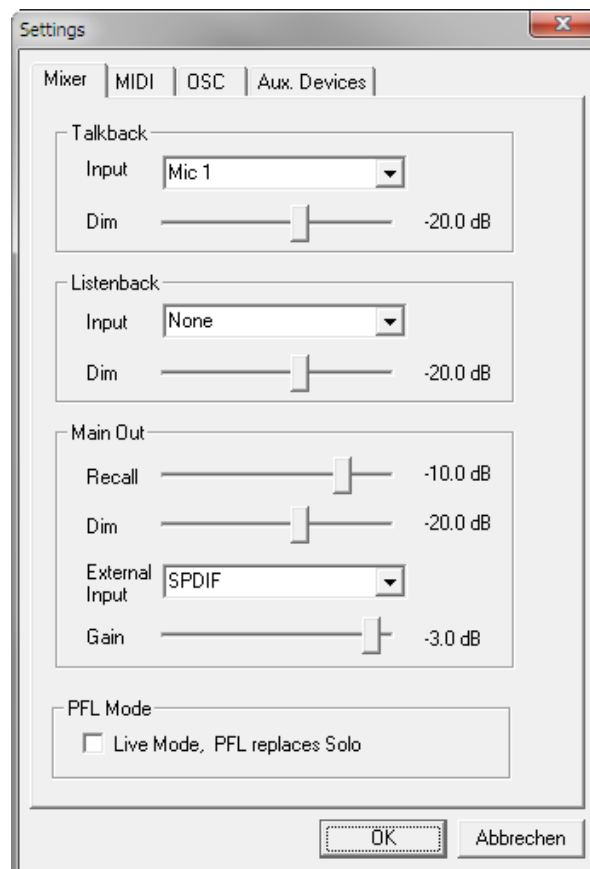 Settings
Mixer MIDI OSC Aux. Devices
Talkback
Input Mic 1
Dim -20.0 dB
Listenback
Input None
Dim -20.0 dB
Main Out
Recall -10.0 dB
Dim -20.0 dB
External
Input SPDIF
Gain -3.0 dB
PFL Mode
Live Mode, PFL replaces Solo
OK Abbrechen